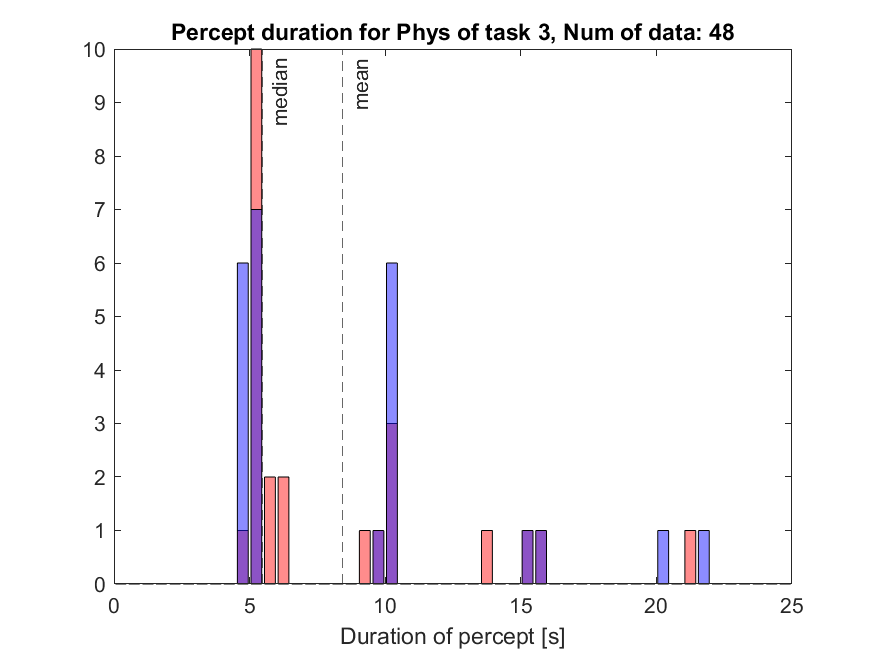 Percept duration for Phys of task 3, Num of data: 48
10
9
8
7
6
5
4
3
2
1
0
median
mean
0 5 10 15 20 25
Duration of percept [s]